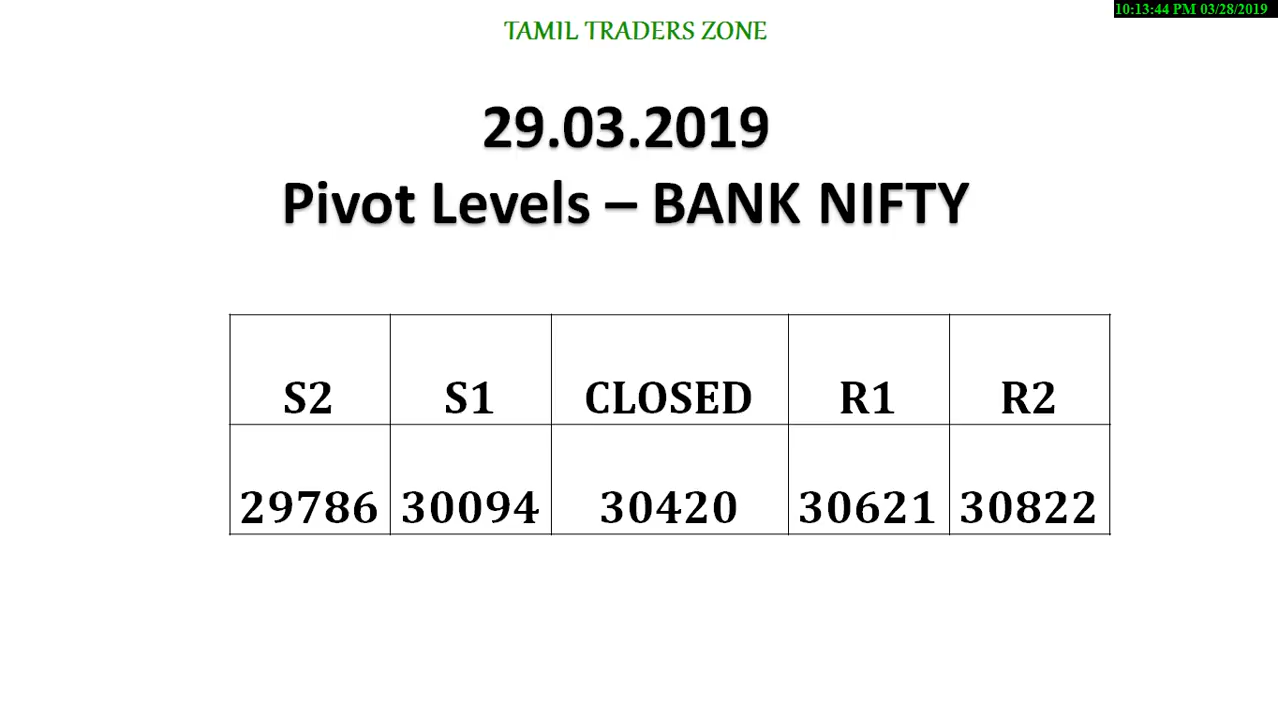 10:13:44 PM 03/28/2019
TAMIL TRADERS ZONE
29.03.2019
Pivot Levels – BANK NIFTY
S2 S1 CLOSED R1 R2
29786 30094 30420 30621 30822